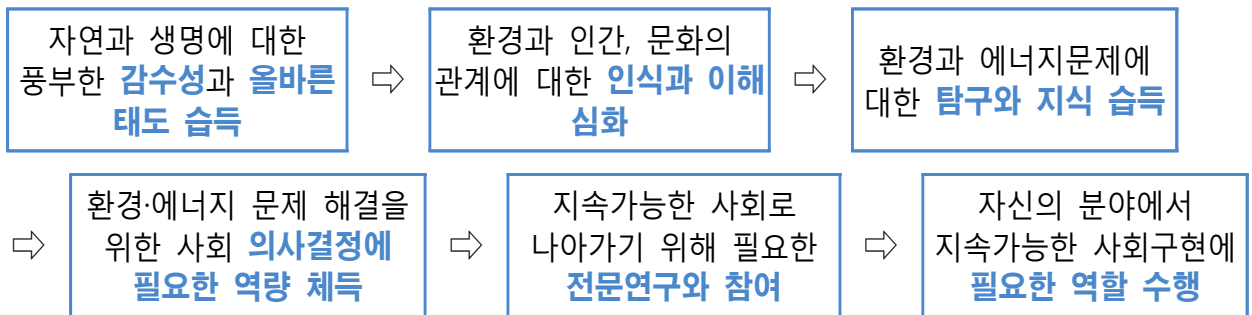 자연과 생명에 대한
풍부한 감수성과 올바른
태도 습득
⇨
환경과 인간, 문화의
관계에 대한 인식과 이해
심화
⇨
환경과 에너지문제에
대한 탐구와 지식 습득
⇨
환경·에너지 문제 해결을
위한 사회 의사결정에
필요한 역량 체득
⇨
지속가능한 사회로
나아가기 위해 필요한
전문연구와 참여
⇨
자신의 분야에서
지속가능한 사회구현에
필요한 역할 수행